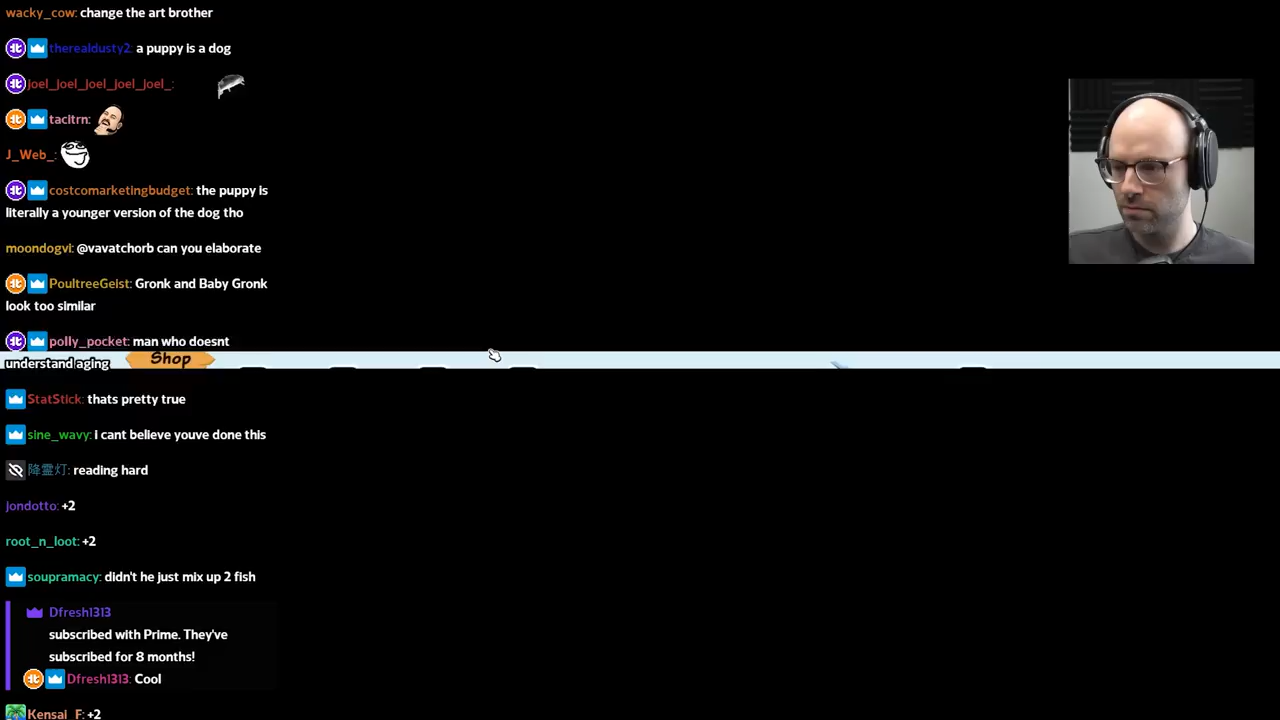 wacky_cow: change the art brother
therealdusty2: a puppy is a dog
joel_joel_joel_joel_joel_:
tacitrn:
J_Web_:
costcomarketingbudget: the puppy is
literally a younger version of the dog tho
moondogvi: @vavatchorb can you elaborate
PoultreeGeist: Gronk and Baby Gronk
look too similar
polly_pocket: man who doesnt
understand aging
Shop
StatStick: thats pretty true
sine_wavy: i cant believe youve done this
降霊灯: reading hard
Jondotto: +2
root_n_loot: +2
soupramacy: didn't he just mix up 2 fish
Dfresh1313
subscribed with Prime. They've
subscribed for 8 months!
Dfresh1313: Cool
Kensai_F: +2